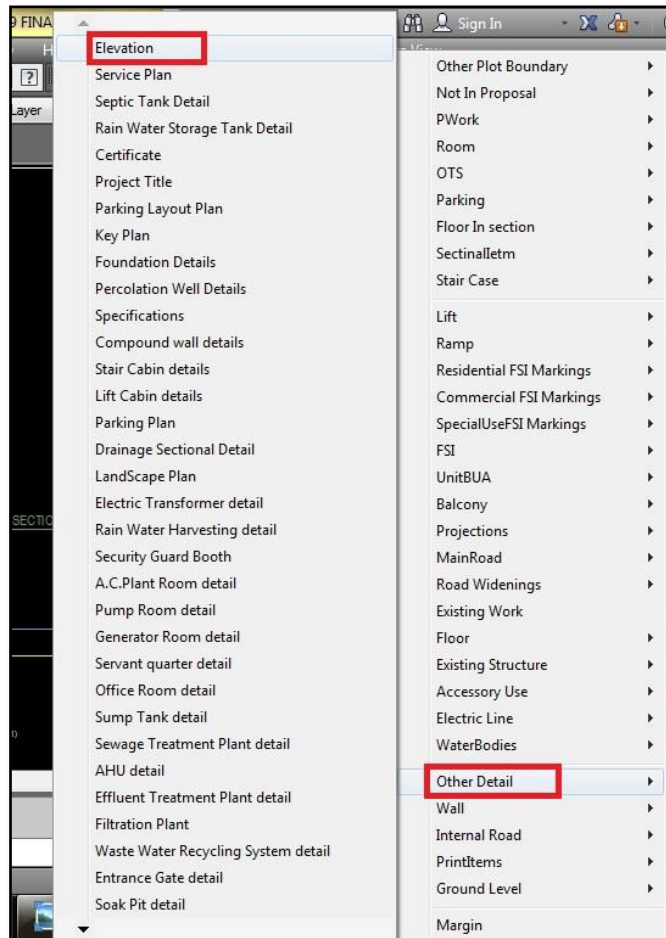 9 FINA
Sign In
H
Layer
SECTIO
Elevation
Service Plan
Septic Tank Detail
Rain Water Storage Tank Detail
Certificate
Project Title
Parking Layout Plan
Key Plan
Foundation Details
Percolation Well Details
Specifications
Compound wall details
Stair Cabin details
Lift Cabin details
Parking Plan
Drainage Sectional Detail
LandScape Plan
Electric Transformer detail
Rain Water Harvesting detail
Security Guard Booth
A.C.Plant Room detail
Pump Room detail
Generator Room detail
Servant quarter detail
Office Room detail
Sump Tank detail
Sewage Treatment Plant detail
AHU detail
Effluent Treatment Plant detail
Filtration Plant
Waste Water Recycling System detail
Entrance Gate detail
Soak Pit detail
Other Plot Boundary
Not In Proposal
PWork
Room
OTS
Parking
Floor In section
SectinalIetm
Stair Case
Lift
Ramp
Residential FSI Markings
Commercial FSI Markings
SpecialUseFSI Markings
FSI
UnitBUA
Balcony
Projections
MainRoad
Road Widenings
Existing Work
Floor
Existing Structure
Accessory Use
Electric Line
WaterBodies
Other Detail
Wall
Internal Road
PrintItems
Ground Level
Margin